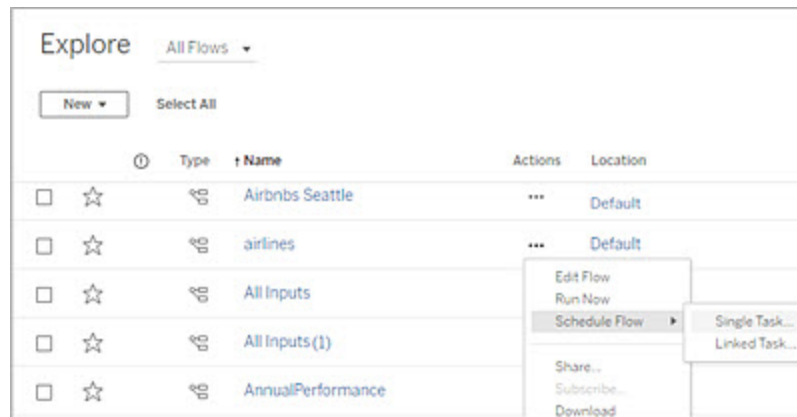 Explore All Flows
New Select All
Type ↑ Name Actions Location
Airbnbs Seattle ... Default
airlines ... Default
Edit Flow
All Inputs
Run Now
Schedule Flow
Single Task...
All Inputs (1)
Linked Task...
Share...
Subscribe...
AnnualPerformance
Download